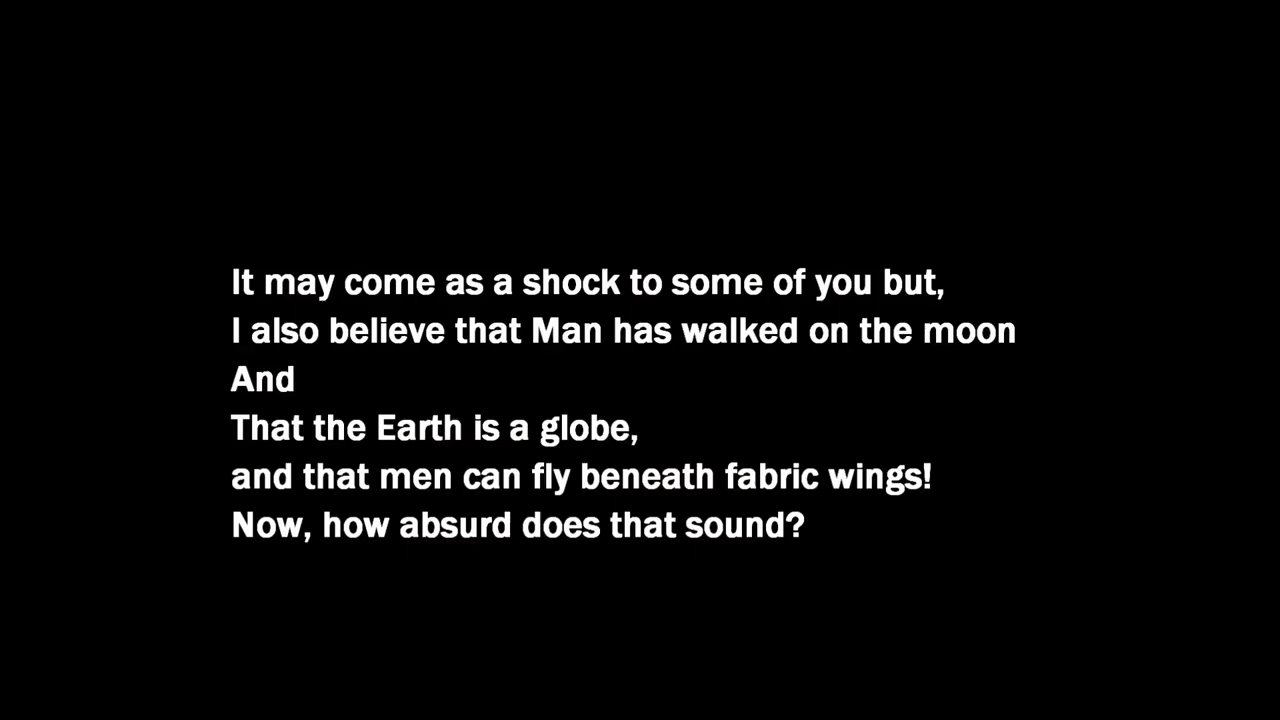 It may come as a shock to some of you but,
I also believe that Man has walked on the moon
And
That the Earth is a globe,
and that men can fly beneath fabric wings!
Now, how absurd does that sound?